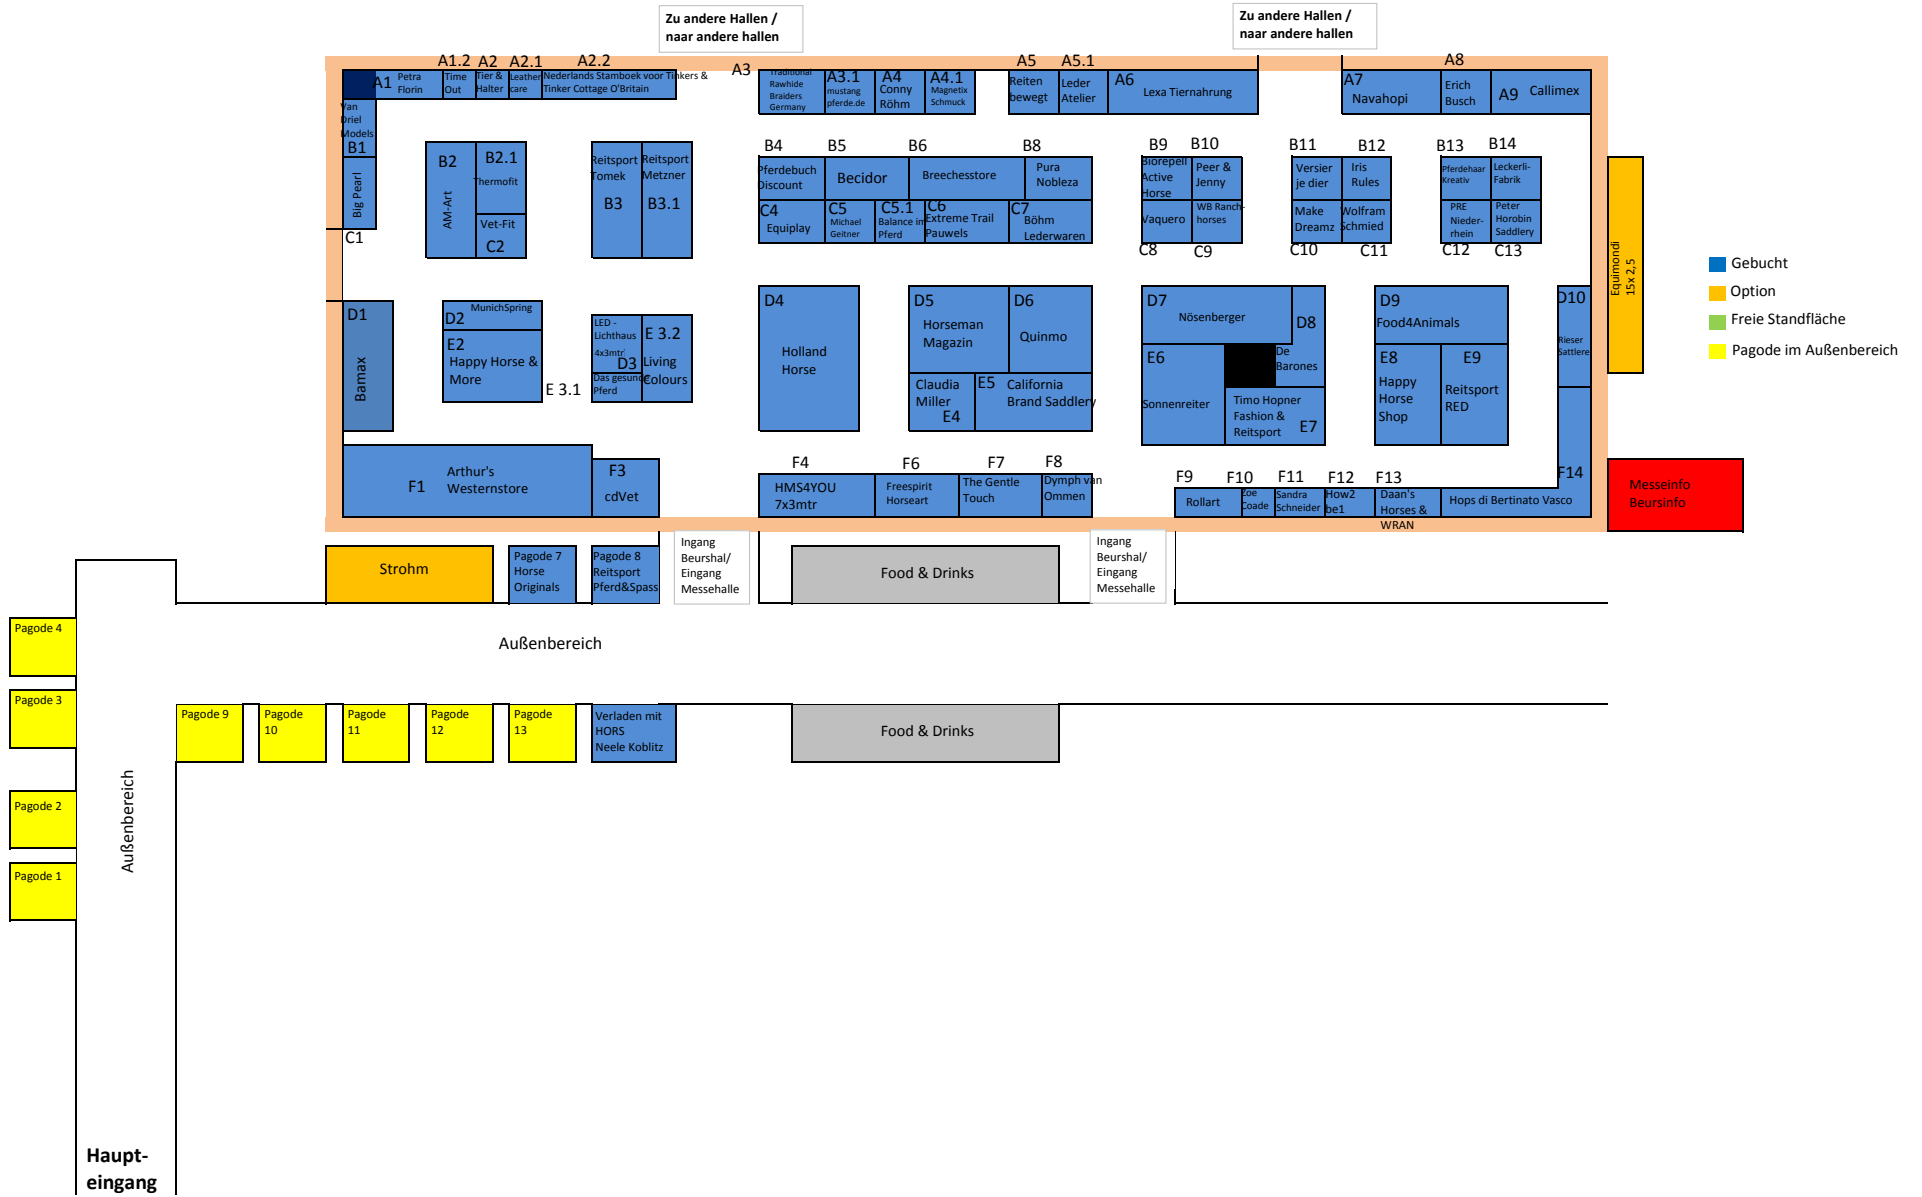 Zu andere Hallen /
naar andere hallen
Zu andere Hallen /
naar andere hallen
A1
Petra
Florin
A1.2
Time
Out
A2
Tier &
Halter
A2.1
Leather
care
A2.2
Nederlands Stamboek voor Tinkers &
Tinker Cottage O'Britain
A3
Traditional
Rawhide
Braiders
Germany
A3.1
mustang
pferde.de
A4
Conny
Röhm
A4.1
Magnetix
Schmuck
A5
Reiten
bewegt
A5.1
Leder
Atelier
A6
Lexa Tiernahrung
A7
Navahopi
A8
Erich
Busch
A9
Callimex
Van
Driel
Models
B1
Big Pearl
C1
B2
AM-Art
B2.1
Thermofit
Vet-Fit
C2
Reitsport
Tomek
B3
Reitsport
Metzner
B3.1
B4
Pferdebuch
Discount
B5
Becidor
B6
Breechesstore
B8
Pura
Nobleza
C4
Equiplay
C5
Michael
Geitner
C5.1
Balance im
Pferd
C6
Extreme Trail
Pauwels
C7
Böhm
Lederwaren
B9
Biorepell
Active
Horse
B10
Peer &
Jenny
Vaquero
C8
WB Ranch-
horses
C9
B11
Versier
je dier
B12
Iris
Rules
Make
Dreamz
C10
Wolfram
Schmied
C11
B13
Pferdehaar
Kreativ
B14
Leckerli-
Fabrik
PRE
Nieder-
rhein
C12
Peter
Horobin
Saddlery
C13
Equimondi
15x 2,5
Gebucht
Option
Freie Standfläche
Pagode im Außenbereich
D1
Bamax
D2
MunichSpring
E2
Happy Horse &
More
E 3.1
LED -
Lichthaus
4x3mtr
D3
Das gesunde
Pferd
E 3.2
Living
Colours
D4
Holland
Horse
D5
Horseman
Magazin
D6
Quinmo
Claudia
Miller
E4
E5
California
Brand Saddlery
D7
Nösenberger
D8
De
Barones
E6
Sonnenreiter
Timo Hopner
Fashion &
Reitsport
E7
D9
Food4Animals
E8
Happy
Horse
Shop
E9
Reitsport
RED
D10
Rieser
F1
Arthur's
Westernstore
F3
cdVet
F4
HMS4YOU
7x3mtr
F6
Freespirit
Horseart
F7
The Gentle
Touch
F8
Dymph van
Ommen
F9
Rollart
F10
Zoe
Coade
F11
Sandra
Schneider
F12
How2
be1
F13
Daan's
Horses &
WRAN
F14
Hops di Bertinato Vasco
Messeinfo
Beursinfo
Strohm
Pagode 7
Horse
Originals
Pagode 8
Reitsport
Pferd&Spass
Ingang
Beurshal/
Eingang
Messehalle
Food & Drinks
Ingang
Beurshal/
Eingang
Messehalle
Außenbereich
Pagode 4
Pagode 3
Pagode 2
Pagode 1
Außenbereich
Pagode 9
Pagode
10
Pagode
11
Pagode
12
Pagode
13
Verladen mit
HORS
Neele Koblitz
Food & Drinks
Haupt-
eingang